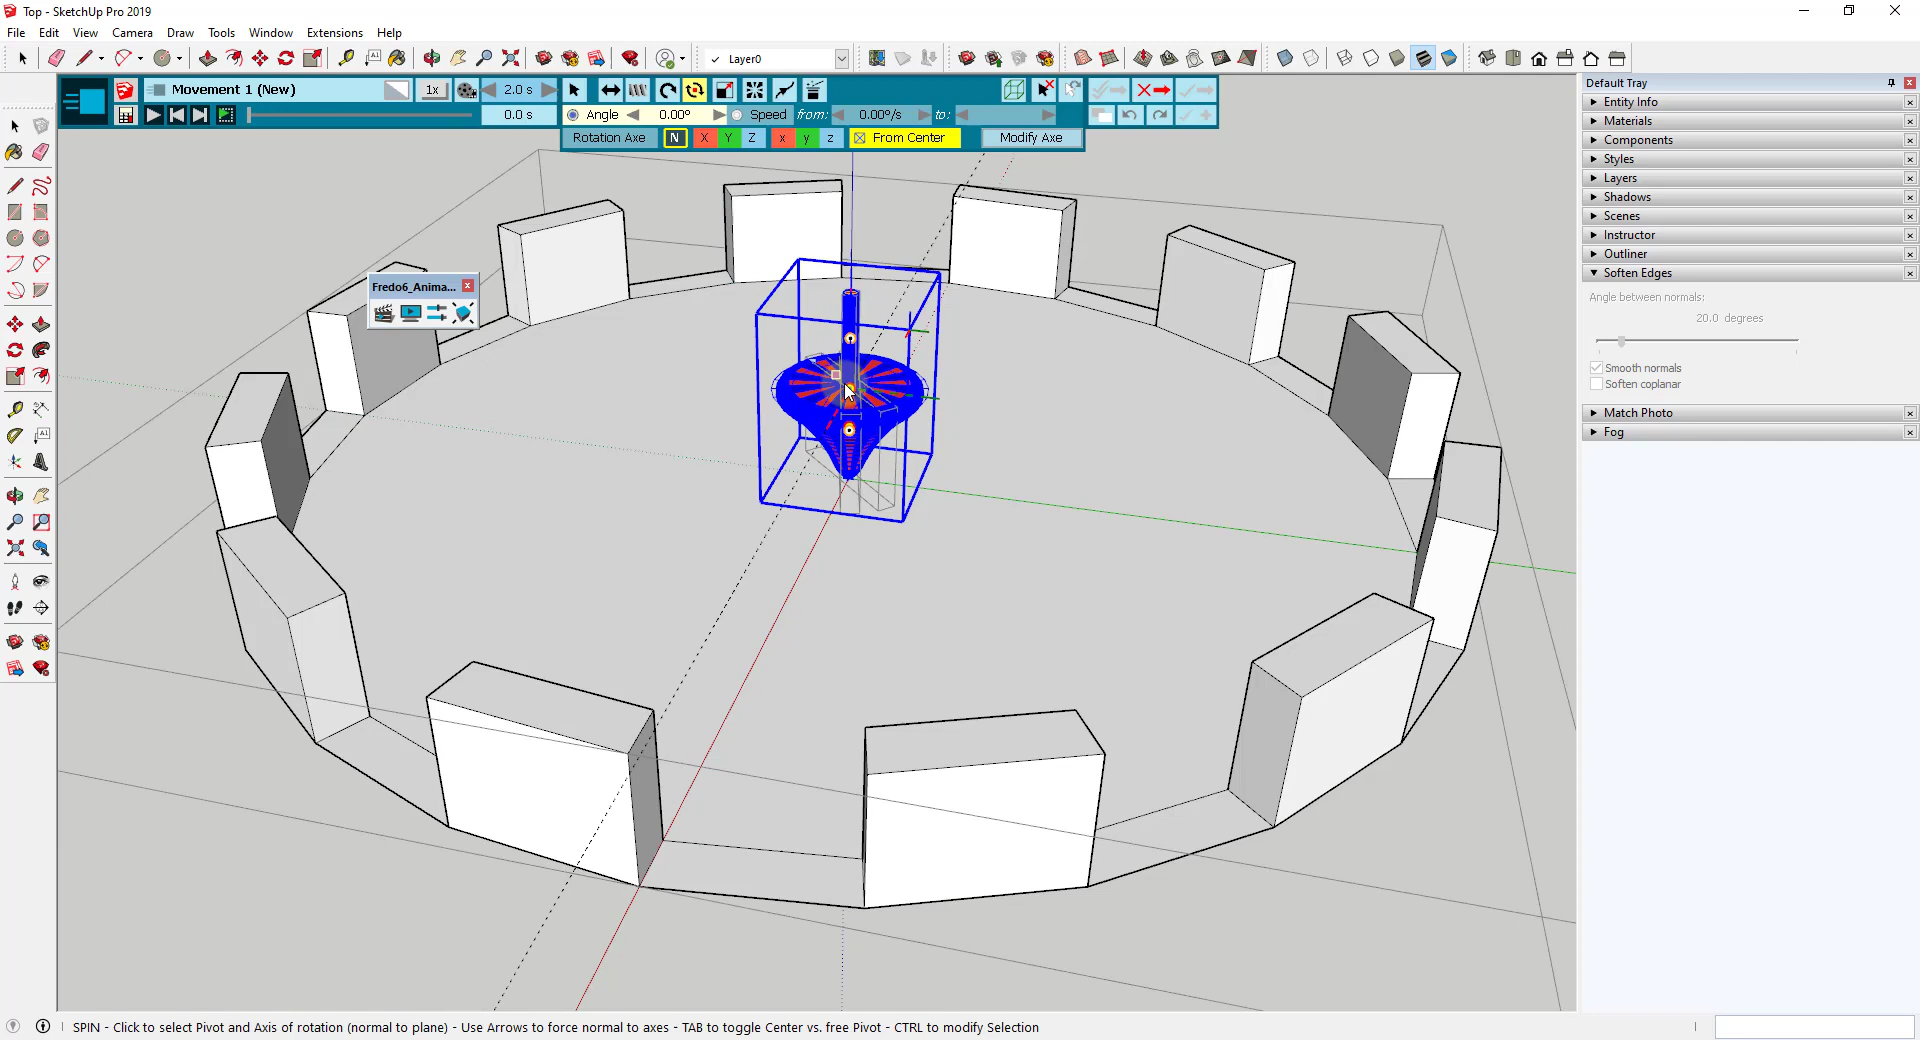 Top - SketchUp Pro 2019
File Edit View Camera Draw Tools Window Extensions Help
Layer0
Movement 1 (New) 1x 2.0 s
0.0 s Angle 0.00º Speed from: 0.00º/s to:
Rotation Axe N X Y Z x y z From Center Modify Axe
Fredo6_Anima...
Default Tray
Entity Info
Materials
Components
Styles
Layers
Shadows
Scenes
Instructor
Outliner
Soften Edges
Angle between normals:
20.0 degrees
Smooth normals
Soften coplanar
Match Photo
Fog
SPIN - Click to select Pivot and Axis of rotation (normal to plane) - Use Arrows to force normal to axes - TAB to toggle Center vs. free Pivot - CTRL to modify Selection